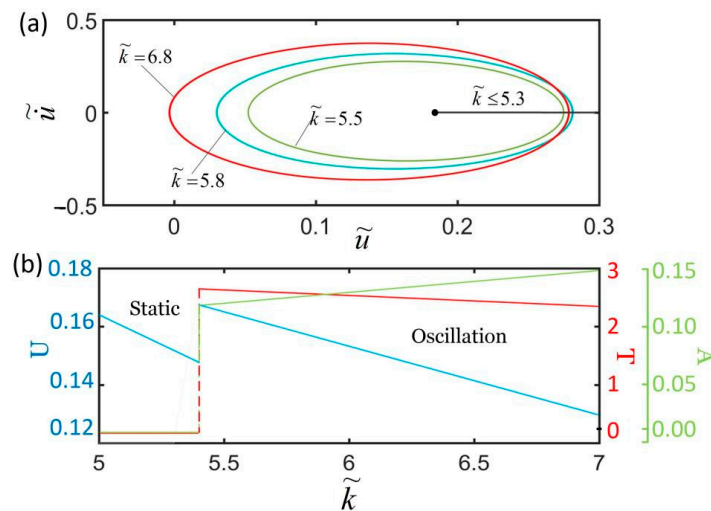 (a)
0.5
0
−0.5
u̇̃
k̃=6.8
k̃=5.8
k̃=5.5
k̃ ≤5.3
0 0.1 0.2 0.3
ũ
(b)
0.18 3 0.15
Static
0.16 2 0.10
U Oscillation T A
0.14 1 0.05
0.12 0 0.00
5 5.5 6 6.5 7
k̃